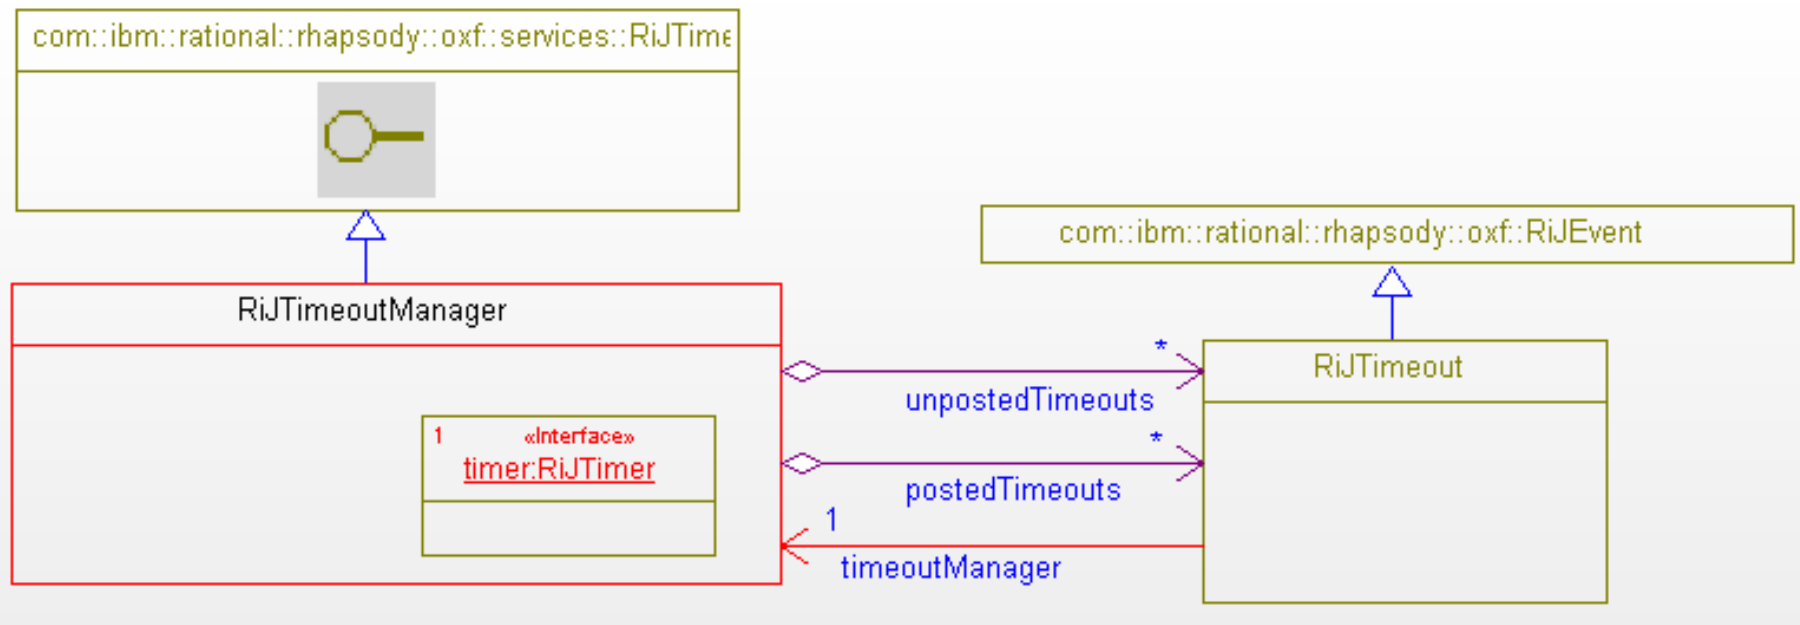 com::ibm::rational::rhapsody::oxf::services::RiJTime
com::ibm::rational::rhapsody::oxf::RiJEvent
RiJTimeoutManager
1 «Interface»
timer:RiJTimer
*
unpostedTimeouts
*
postedTimeouts
1
timeoutManager
RiJTimeout